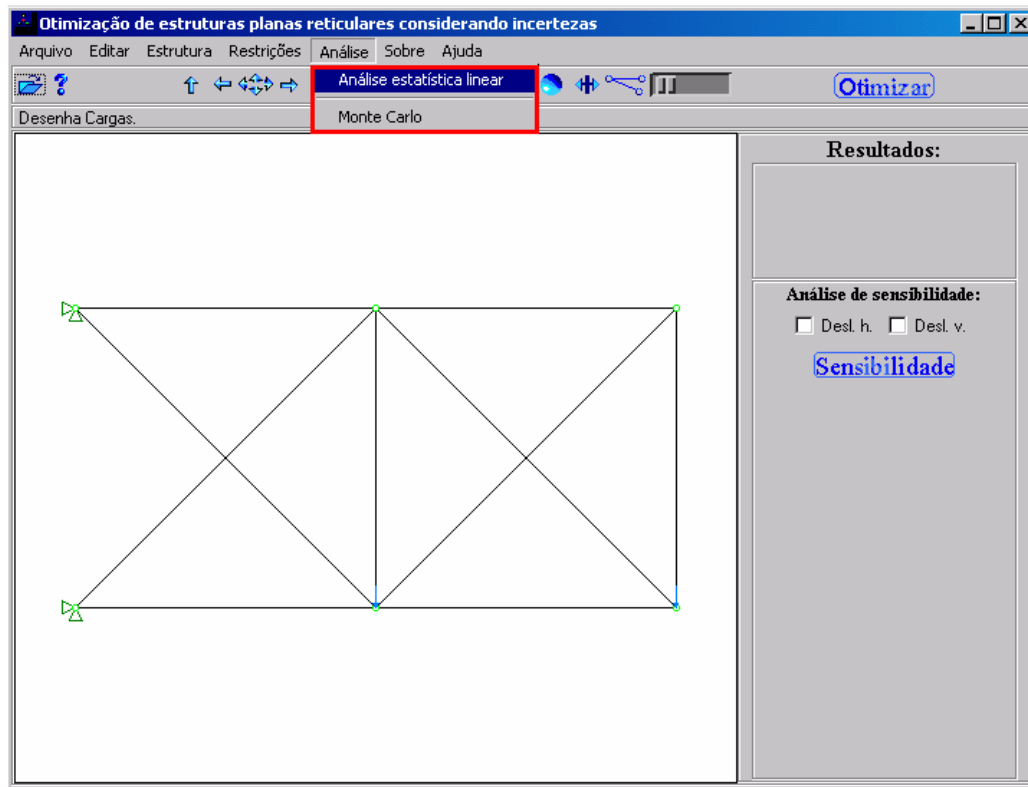 Otimização de estruturas planas reticulares considerando incertezas
Arquivo Editar Estrutura Restrições Análise Sobre Ajuda
Análise estatística linear
Otimizar
Monte Carlo
Desenha Cargas.
Resultados:
Análise de sensibilidade:
Desl. h. Desl. v.
Sensibilidade